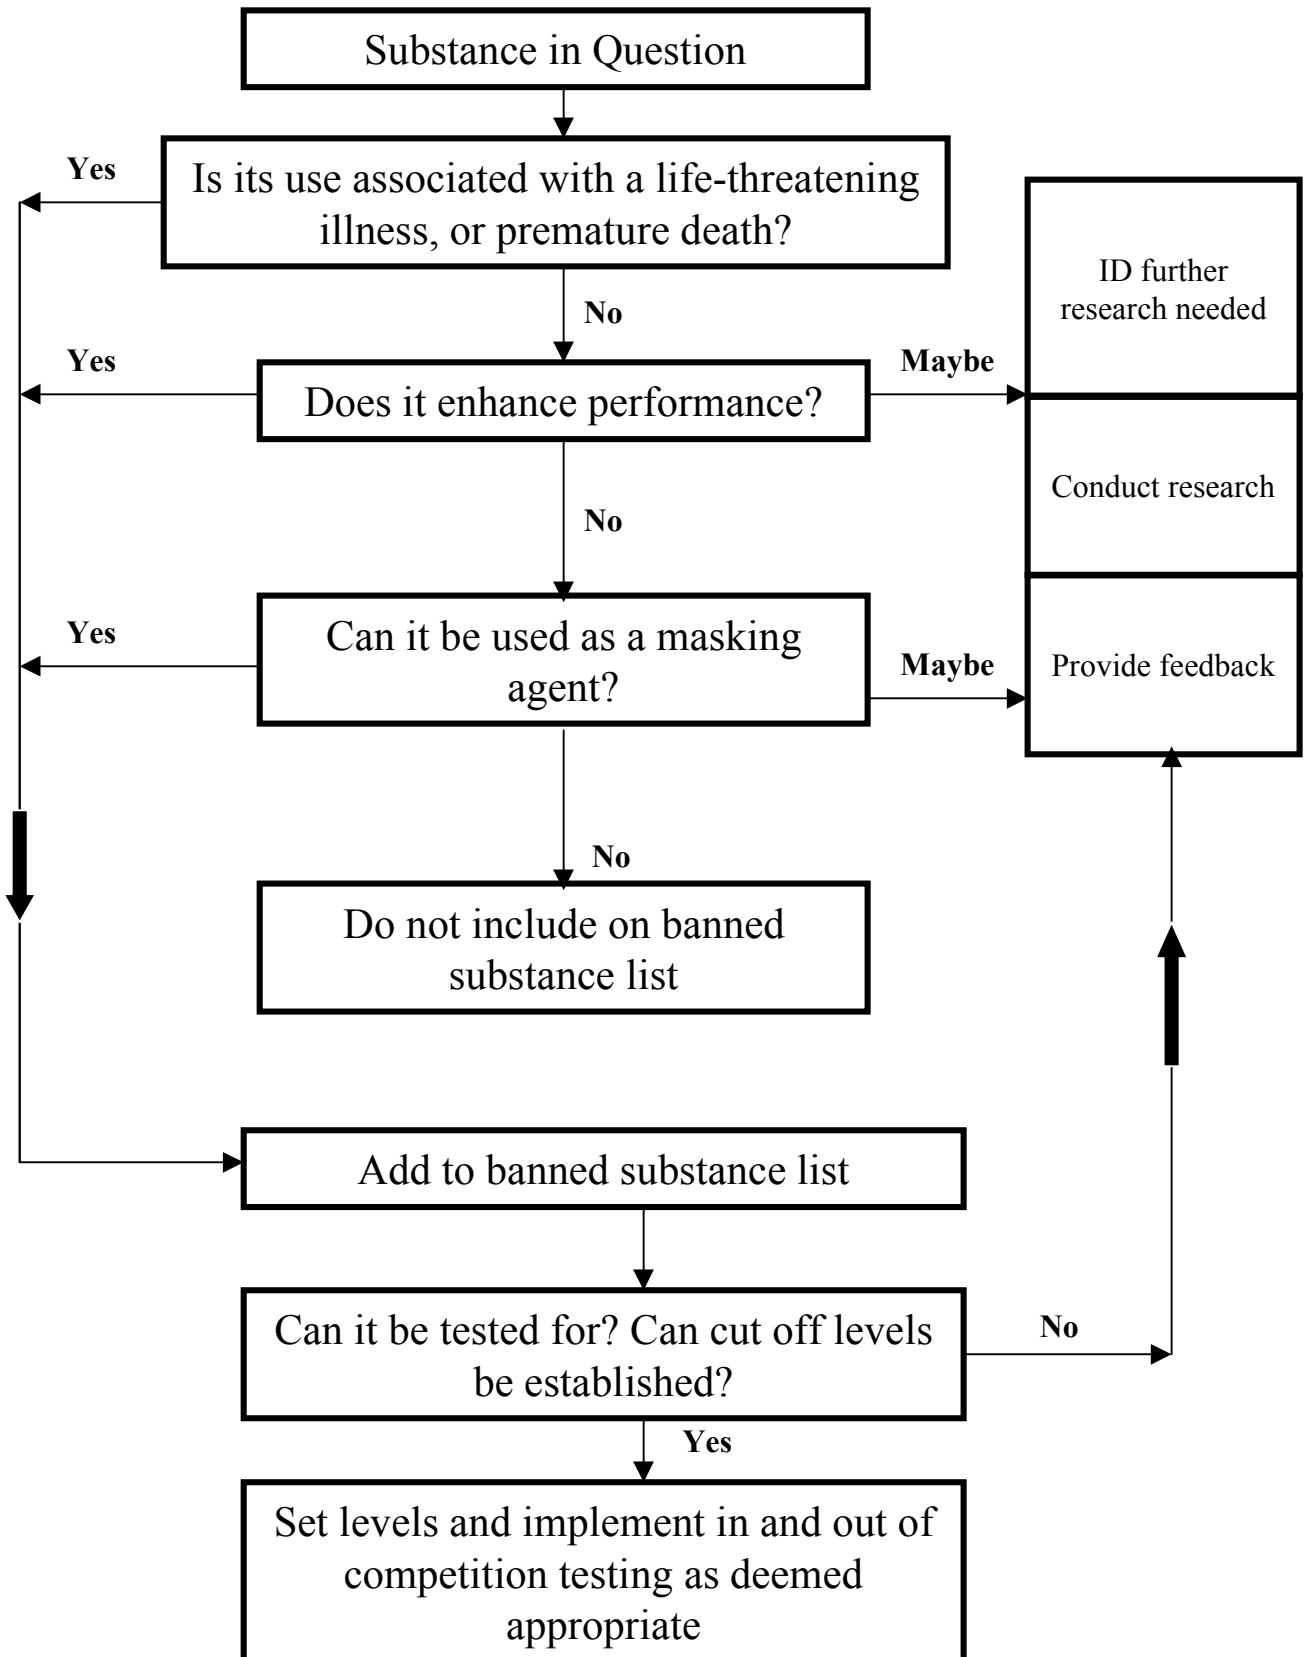 Substance in Question
Yes
Is its use associated with a life-threatening
illness, or premature death?
ID further
research needed
No
Yes
Does it enhance performance?
Maybe
Conduct research
No
Yes
Can it be used as a masking
agent?
Maybe
Provide feedback
No
Do not include on banned
substance list
Add to banned substance list
Can it be tested for? Can cut off levels
be established?
No
Yes
Set levels and implement in and out of
competition testing as deemed
appropriate